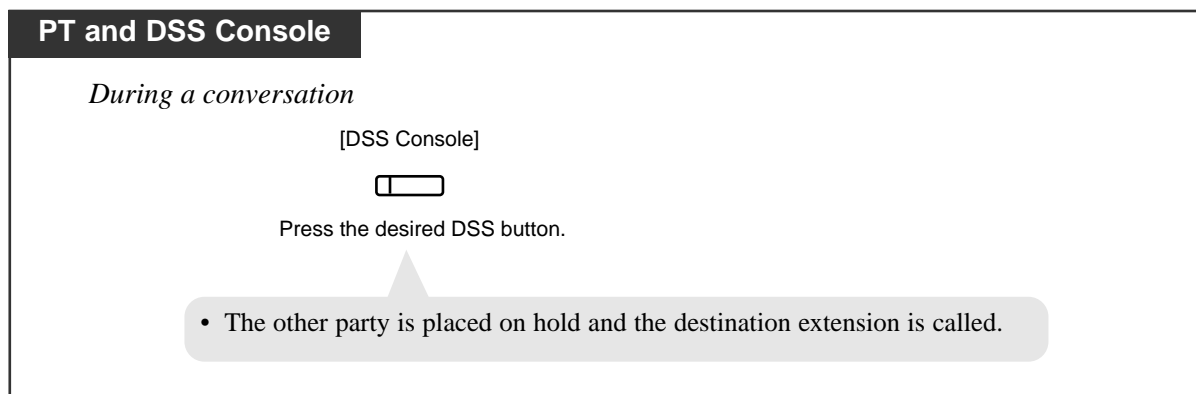 PT and DSS Console
During a conversation
[DSS Console]
Press the desired DSS button.
• The other party is placed on hold and the destination extension is called.